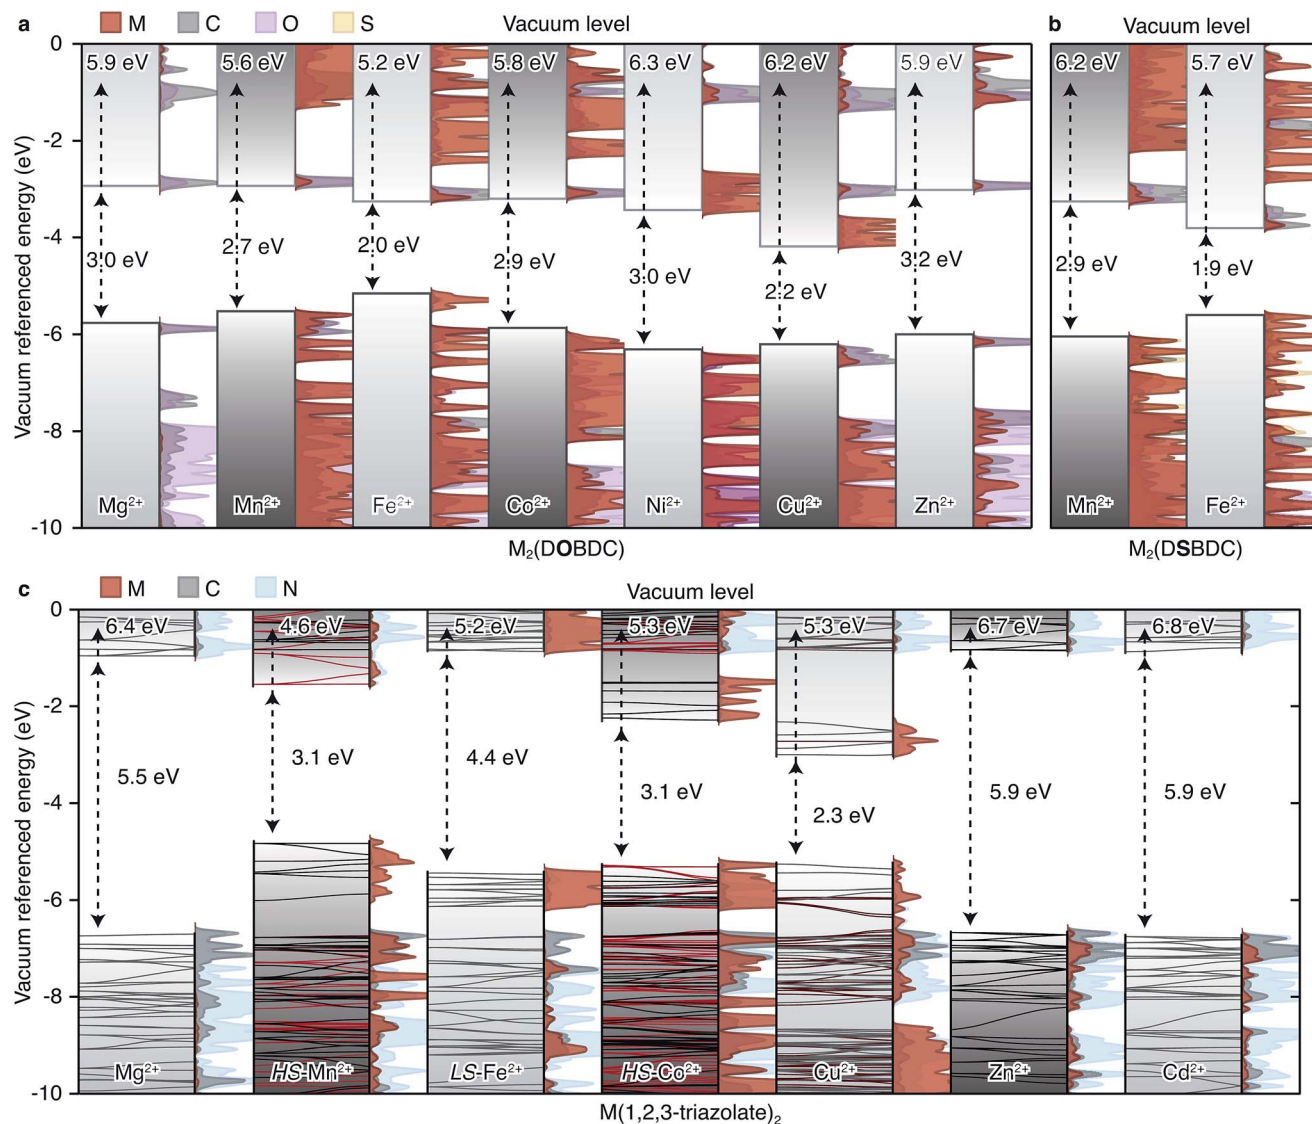 a M C O S Vacuum level
b Vacuum level
Vacuum referenced energy (eV)
0
-2
-4
-6
-8
-10
5.9 eV 5.6 eV 5.2 eV 5.8 eV 6.3 eV 6.2 eV 5.9 eV
3.0 eV 2.7 eV 2.0 eV 2.9 eV 3.0 eV 2.2 eV 3.2 eV
Mg²⁺ Mn²⁺ Fe²⁺ Co²⁺ Ni²⁺ Cu²⁺ Zn²⁺
M₂(DOBDC)
6.2 eV 5.7 eV
2.9 eV 1.9 eV
Mn²⁺ Fe²⁺
M₂(DSBDC)
c M C N Vacuum level
Vacuum referenced energy (eV)
0
-2
-4
-6
-8
-10
6.4 eV 4.6 eV 5.2 eV 5.3 eV 5.3 eV 6.7 eV 6.8 eV
5.5 eV 3.1 eV 4.4 eV 3.1 eV 2.3 eV 5.9 eV 5.9 eV
Mg²⁺ HS-Mn²⁺ LS-Fe²⁺ HS-Co²⁺ Cu²⁺ Zn²⁺ Cd²⁺
M(1,2,3-triazolate)₂